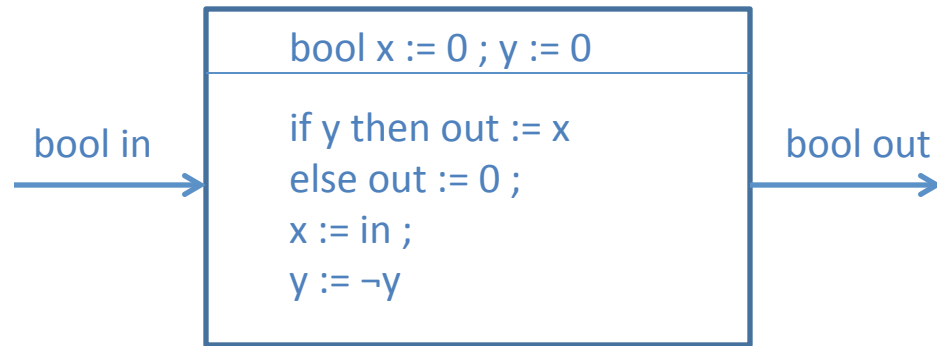 bool x := 0 ; y := 0
bool in
if y then out := x
else out := 0 ;
x := in ;
y := ¬y
bool out